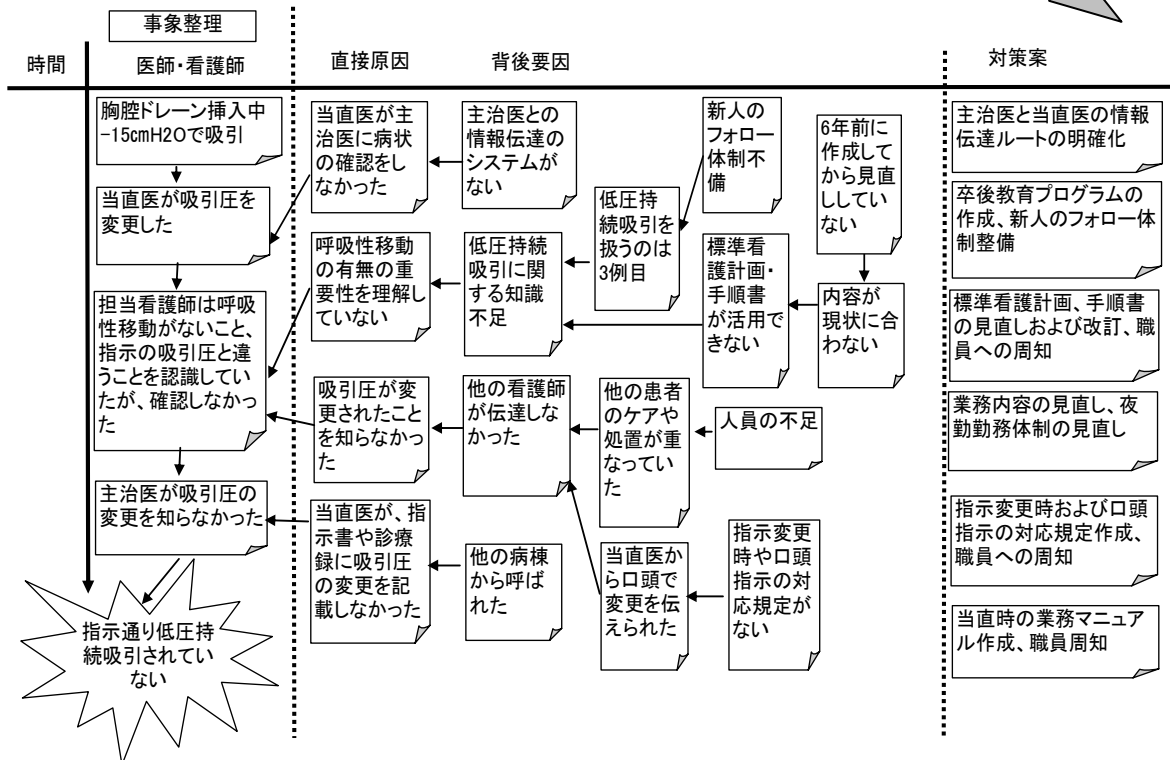 事象整理
時間
医師・看護師
直接原因
背後要因
対策案
胸腔ドレーン挿入中
-15cmH2Oで吸引
当直医が吸引圧を
変更した
担当看護師は呼吸
性移動がないこと、
指示の吸引圧と違
うことを認識してい
たが、確認しなかっ
た
主治医が吸引圧の
変更を知らなかった
指示通り低圧持
続吸引されてい
ない
当直医が主
治医に病状
の確認をし
なかった
呼吸性移動
の有無の重
要性を理解し
ていない
吸引圧が変
更されたこと
を知らなかっ
た
当直医が、指
示書や診療
録に吸引圧
の変更を記
載しなかった
主治医との
情報伝達の
システムが
ない
低圧持続
吸引に関
する知識
不足
他の看護師
が伝達しな
かった
他の病棟
から呼ば
れた
低圧持
続吸引を
扱うのは
3例目
他の患者
のケアや
処置が重
なってい
た
当直医か
ら口頭で
変更を伝
えられた
新人の
フォロー
体制不
備
標準看
護計画・
手順書
が活用で
きない
人員の不足
指示変更
時や口頭
指示の対
応規定が
ない
6年前に
作成して
から見直
ししてい
ない
内容が
現状に合
わない
主治医と当直医の情報
伝達ルートの明確化
卒後教育プログラムの
作成、新人のフォロー体
制整備
標準看護計画、手順書
の見直しおよび改訂、職
員への周知
業務内容の見直し、夜
勤勤務体制の見直し
指示変更時および口頭
指示の対応規定作成、
職員への周知
当直時の業務マニュア
ル作成、職員周知